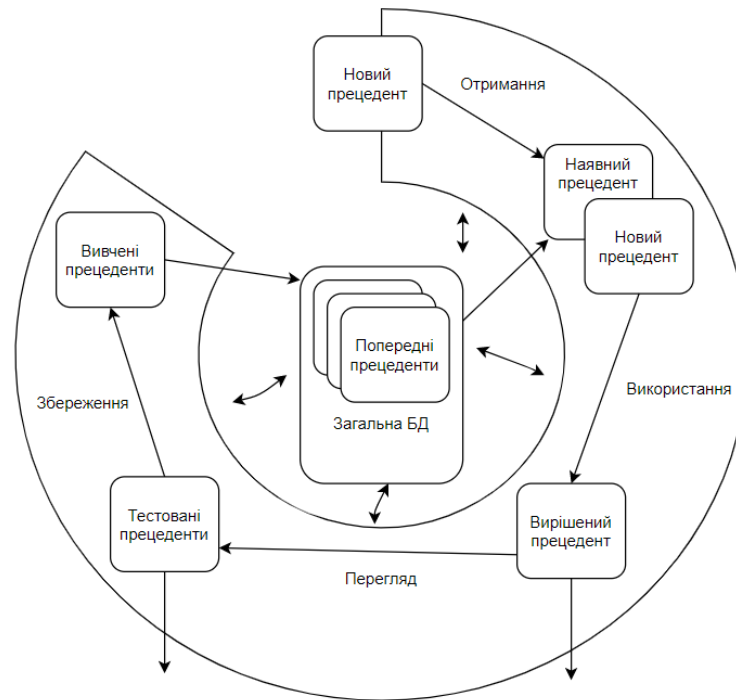 Новий
прецедент
Отримання
Наявний
прецедент
Новий
прецедент
Вивчені
прецеденти
Попередні
прецеденти
Загальна БД
Використання
Збереження
Тестовані
прецеденти
Вирішений
прецедент
Перегляд